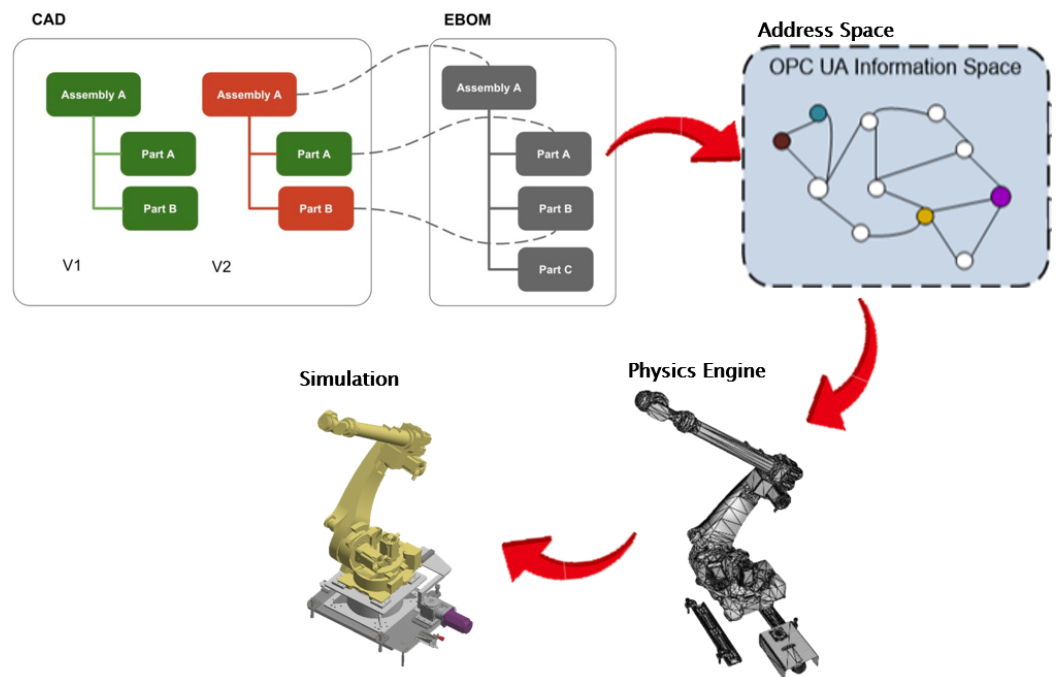 CAD
EBOM
Address Space
OPC UA Information Space
Assembly A
Part A
Part B
V1
Assembly A
Part A
Part B
V2
Assembly A
Part A
Part B
Part C
Simulation
Physics Engine